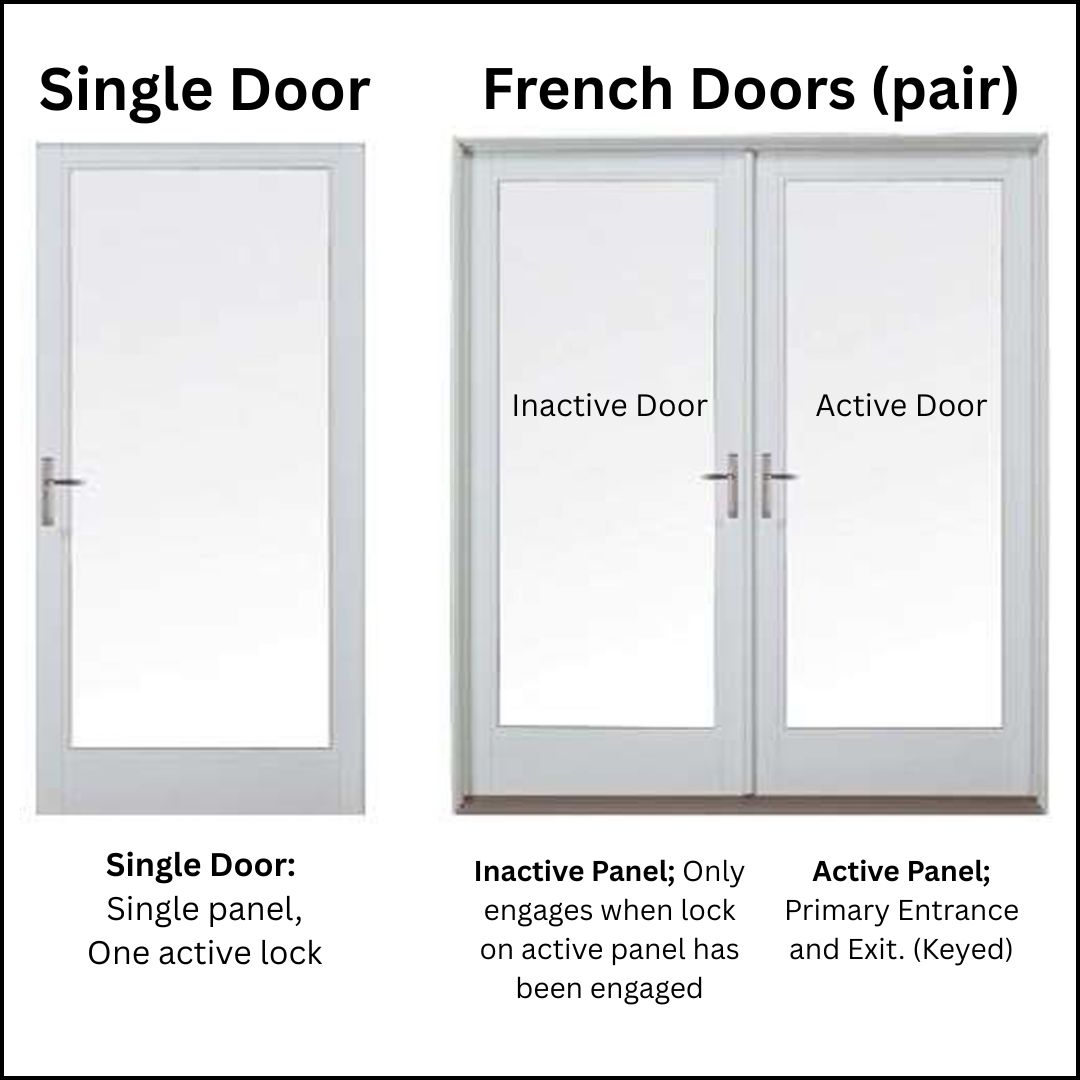 Single Door
French Doors (pair)
Inactive Door
Active Door
Single Door:
Single panel,
One active lock
Inactive Panel; Only
engages when lock
on active panel has
been engaged
Active Panel;
Primary Entrance
and Exit. (Keyed)